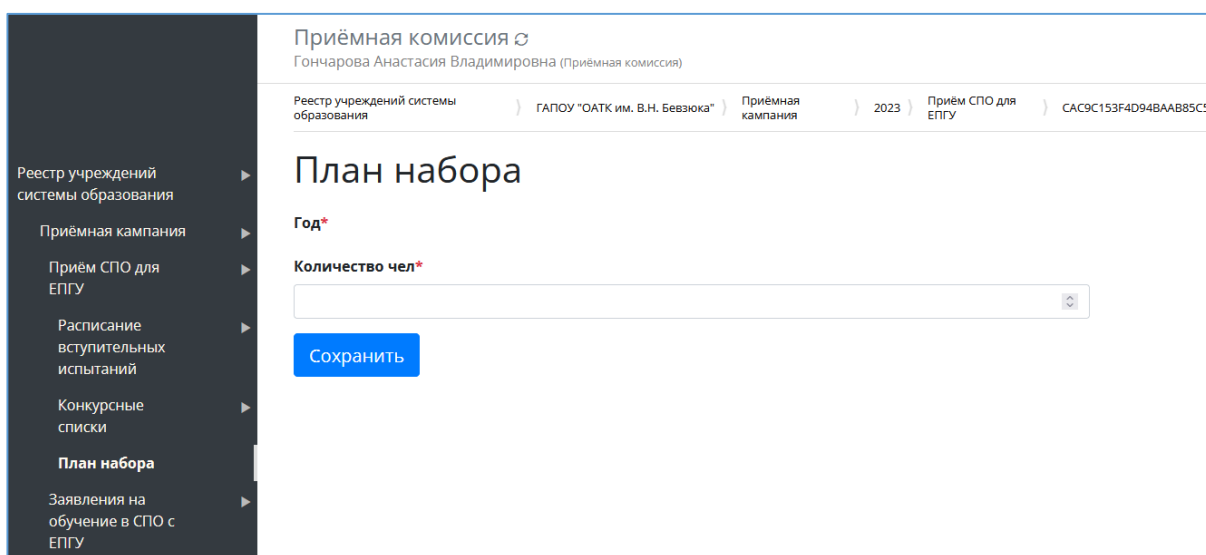 Приёмная комиссия
Гончарова Анастасия Владимировна (Приёмная комиссия)
Реестр учреждений системы
образования
ГАПОУ "ОАТК им. В.Н. Бевзюка"
Приёмная
кампания
2023
Приём СПО для
ЕПГУ
CAC9C153F4D94BAAB85C5
План набора
Год*
Количество чел*
Сохранить
Реестр учреждений
системы образования
Приёмная кампания
Приём СПО для
ЕПГУ
Расписание
вступительных
испытаний
Конкурсные
списки
План набора
Заявления на
обучение в СПО с
ЕПГУ